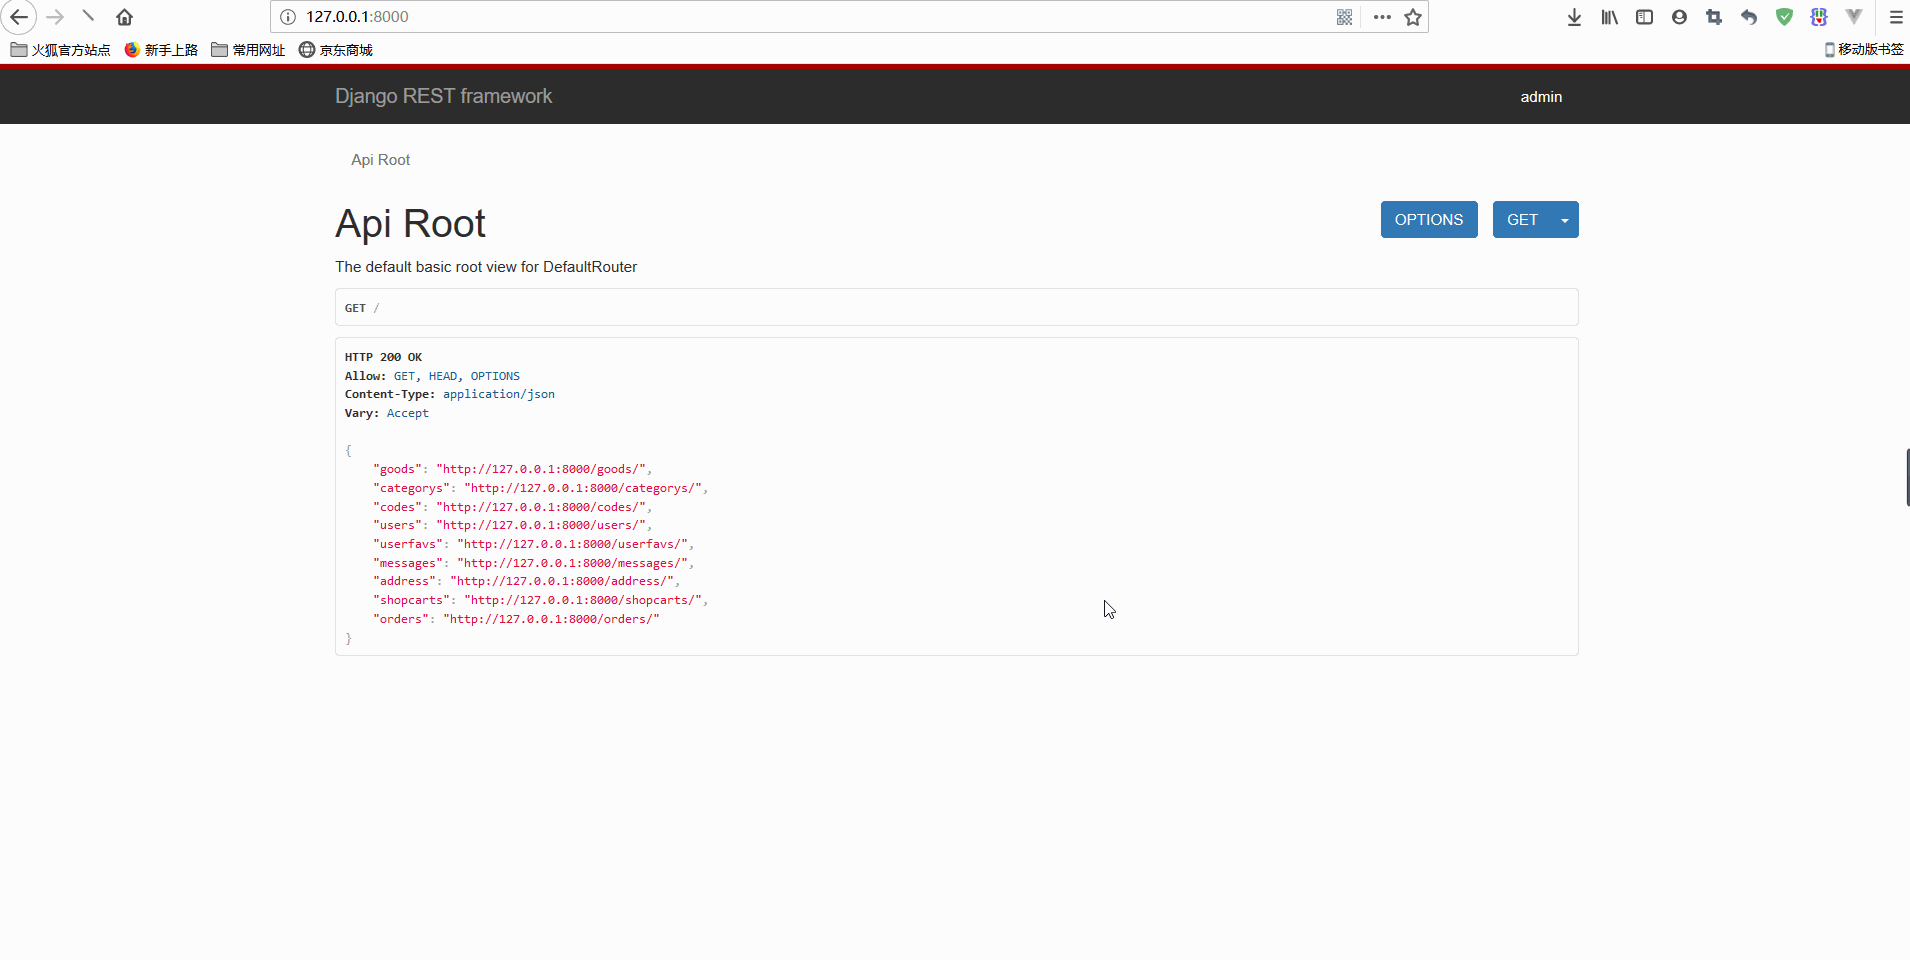 127.0.0.1:8000
火狐官方站点 新手上路 常用网址 京东商城 移动版书签
Django REST framework admin
Api Root
Api Root OPTIONS GET
The default basic root view for DefaultRouter
GET /
HTTP 200 OK
Allow: GET, HEAD, OPTIONS
Content-Type: application/json
Vary: Accept
{
"goods": "http://127.0.0.1:8000/goods/",
"categorys": "http://127.0.0.1:8000/categorys/",
"codes": "http://127.0.0.1:8000/codes/",
"users": "http://127.0.0.1:8000/users/",
"userfavs": "http://127.0.0.1:8000/userfavs/",
"messages": "http://127.0.0.1:8000/messages/",
"address": "http://127.0.0.1:8000/address/",
"shopcarts": "http://127.0.0.1:8000/shopcarts/",
"orders": "http://127.0.0.1:8000/orders/"
}